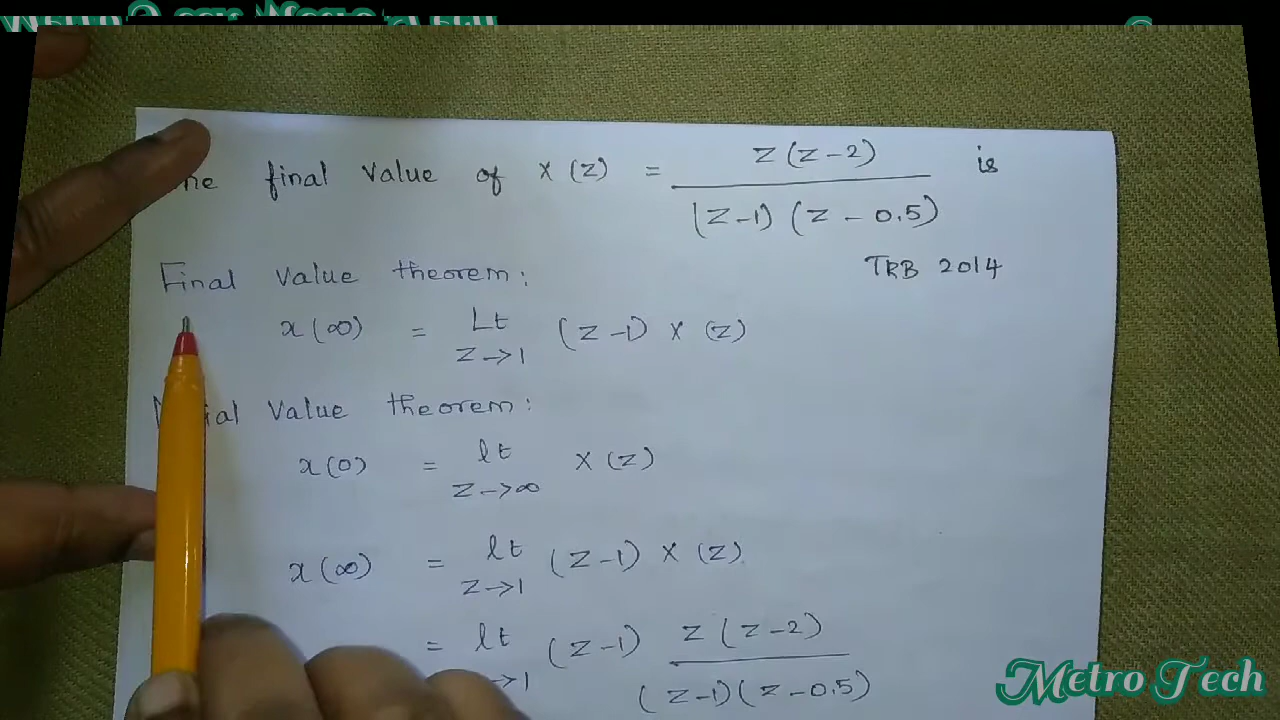 final value of X(z) = z(z-2) / (z-1)(z-0.5) is
TRB 2014
Final value theorem:
x(∞) = Lt z→1 (z-1) X(z)
Value theorem:
x(0) = lt z→∞ X(z)
x(∞) = lt z→1 (z-1) X(z).
= lt →1 (z-1) z(z-2) / (z-1)(z-0.5)
Metro Tech